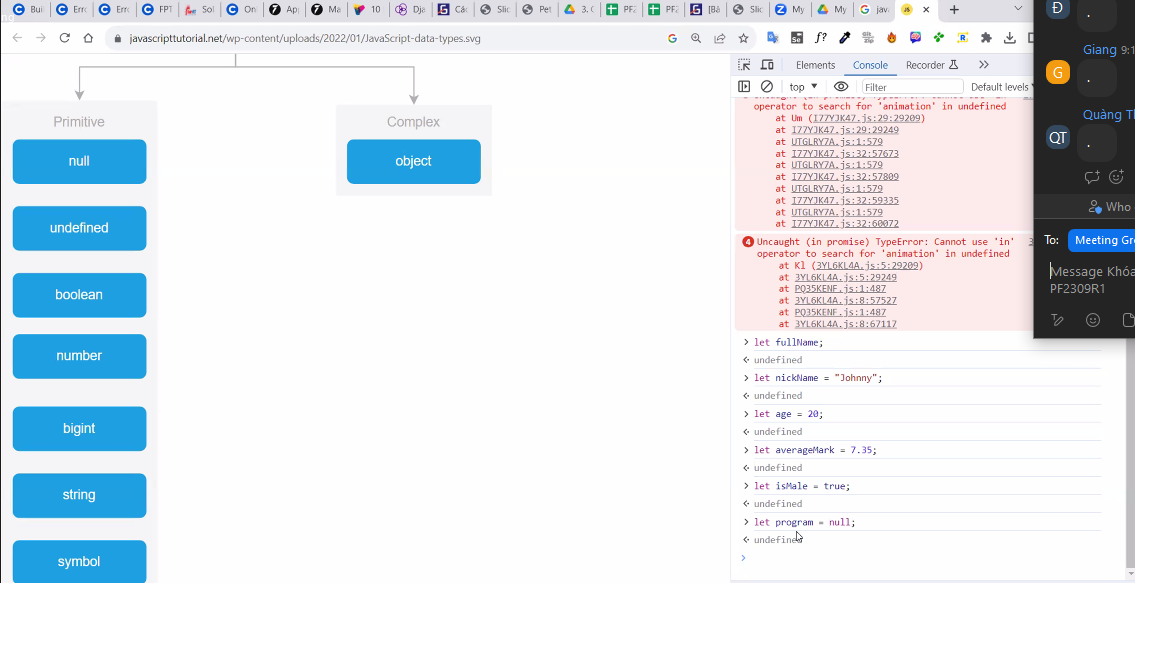 Bui
Erro
Erro
FPT
Sol
On
Ap
Ma
10
Dja
Các
Slic
Pet
3. C
PF2
PF2
[Bà
Slic
My
My
java
javascripttutorial.net/wp-content/uploads/2022/01/JavaScript-data-types.svg
Primitive
null
undefined
boolean
number
bigint
string
symbol
Complex
object
Elements
Console
Recorder
top
Filter
Default levels
operator to search for 'animation' in undefined
at Um (I77YJK47.js:29:29209)
at I77YJK47.js:29:29249
at UTGLRY7A.js:1:579
at I77YJK47.js:32:57673
at UTGLRY7A.js:1:579
at I77YJK47.js:32:57809
at UTGLRY7A.js:1:579
at I77YJK47.js:32:59335
at UTGLRY7A.js:1:579
at I77YJK47.js:32:60072
4 Uncaught (in promise) TypeError: Cannot use 'in' 3
operator to search for 'animation' in undefined
at Kl (3YL6KL4A.js:5:29209)
at 3YL6KL4A.js:5:29249
at PQ35KENF.js:1:487
at 3YL6KL4A.js:8:57527
at PQ35KENF.js:1:487
at 3YL6KL4A.js:8:67117
> let fullName;
undefined
> let nickName = "Johnny";
undefined
> let age = 20;
undefined
> let averageMark = 7.35;
undefined
> let isMale = true;
undefined
> let program = null;
undefined
>
Đ
.
Giang 9:1
G
.
Quảng Th
QT
.
Who
To: Meeting Gro
Message Khóa
PF2309R1